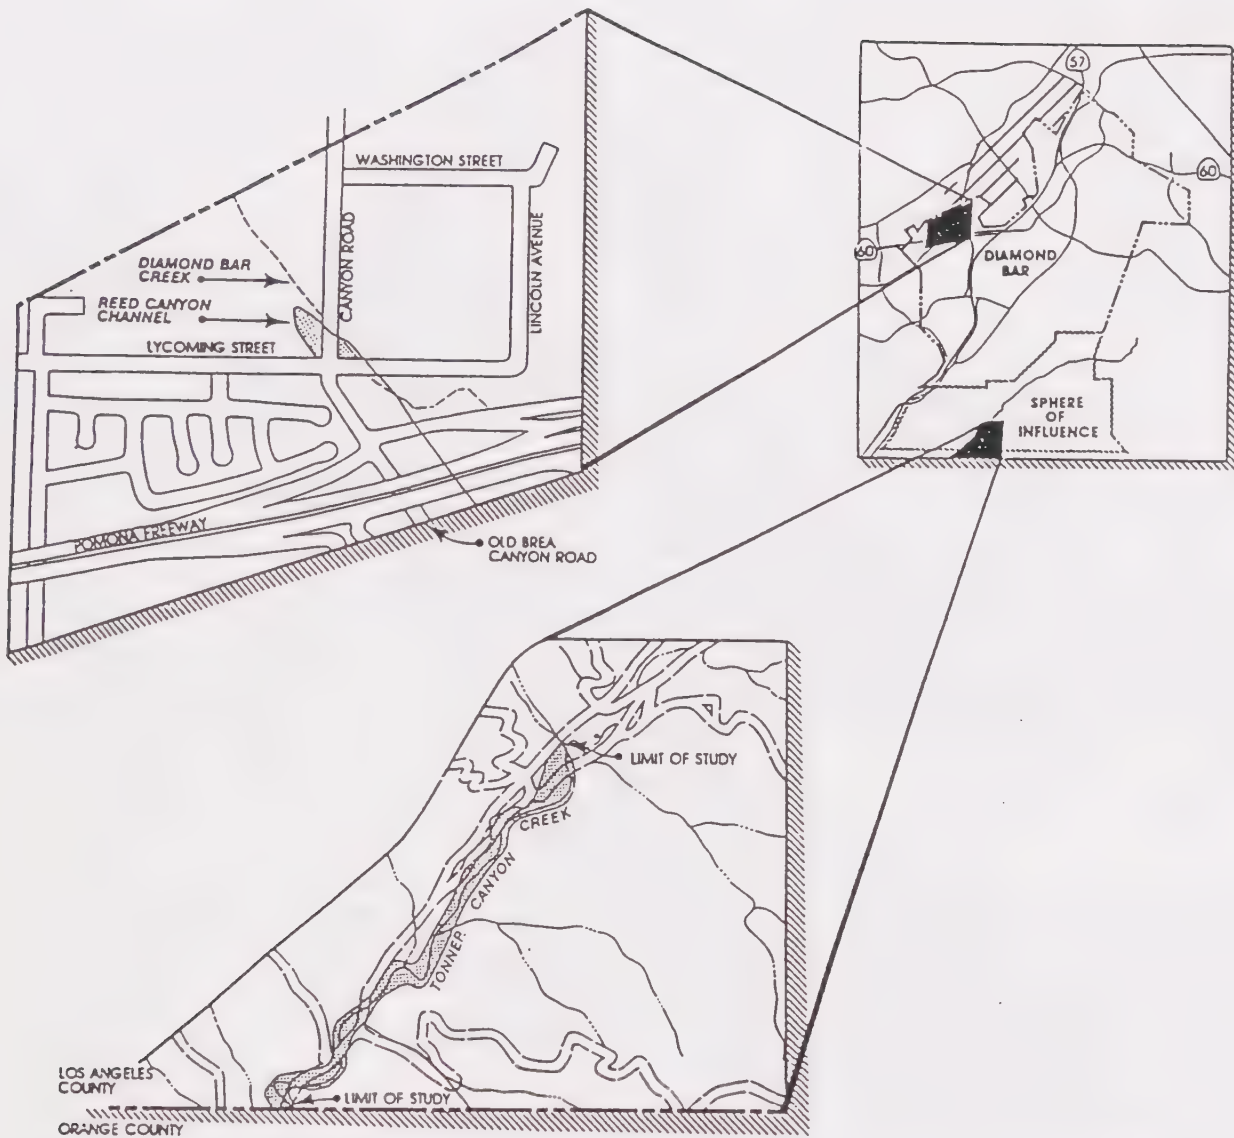 WASHINGTON STREET
CANYON ROAD
LINCOLN AVENUE
DIAMOND BAR
CREEK
REED CANYON
CHANNEL
LYCOMING STREET
POMONA FREEWAY
OLD BREA
CANYON ROAD
57
60
60
DIAMOND
BAR
SPHERE
OF
INFLUENCE
LIMIT OF STUDY
TONNER CANYON CREEK
LOS ANGELES
COUNTY
LIMIT OF STUDY
ORANGE COUNTY